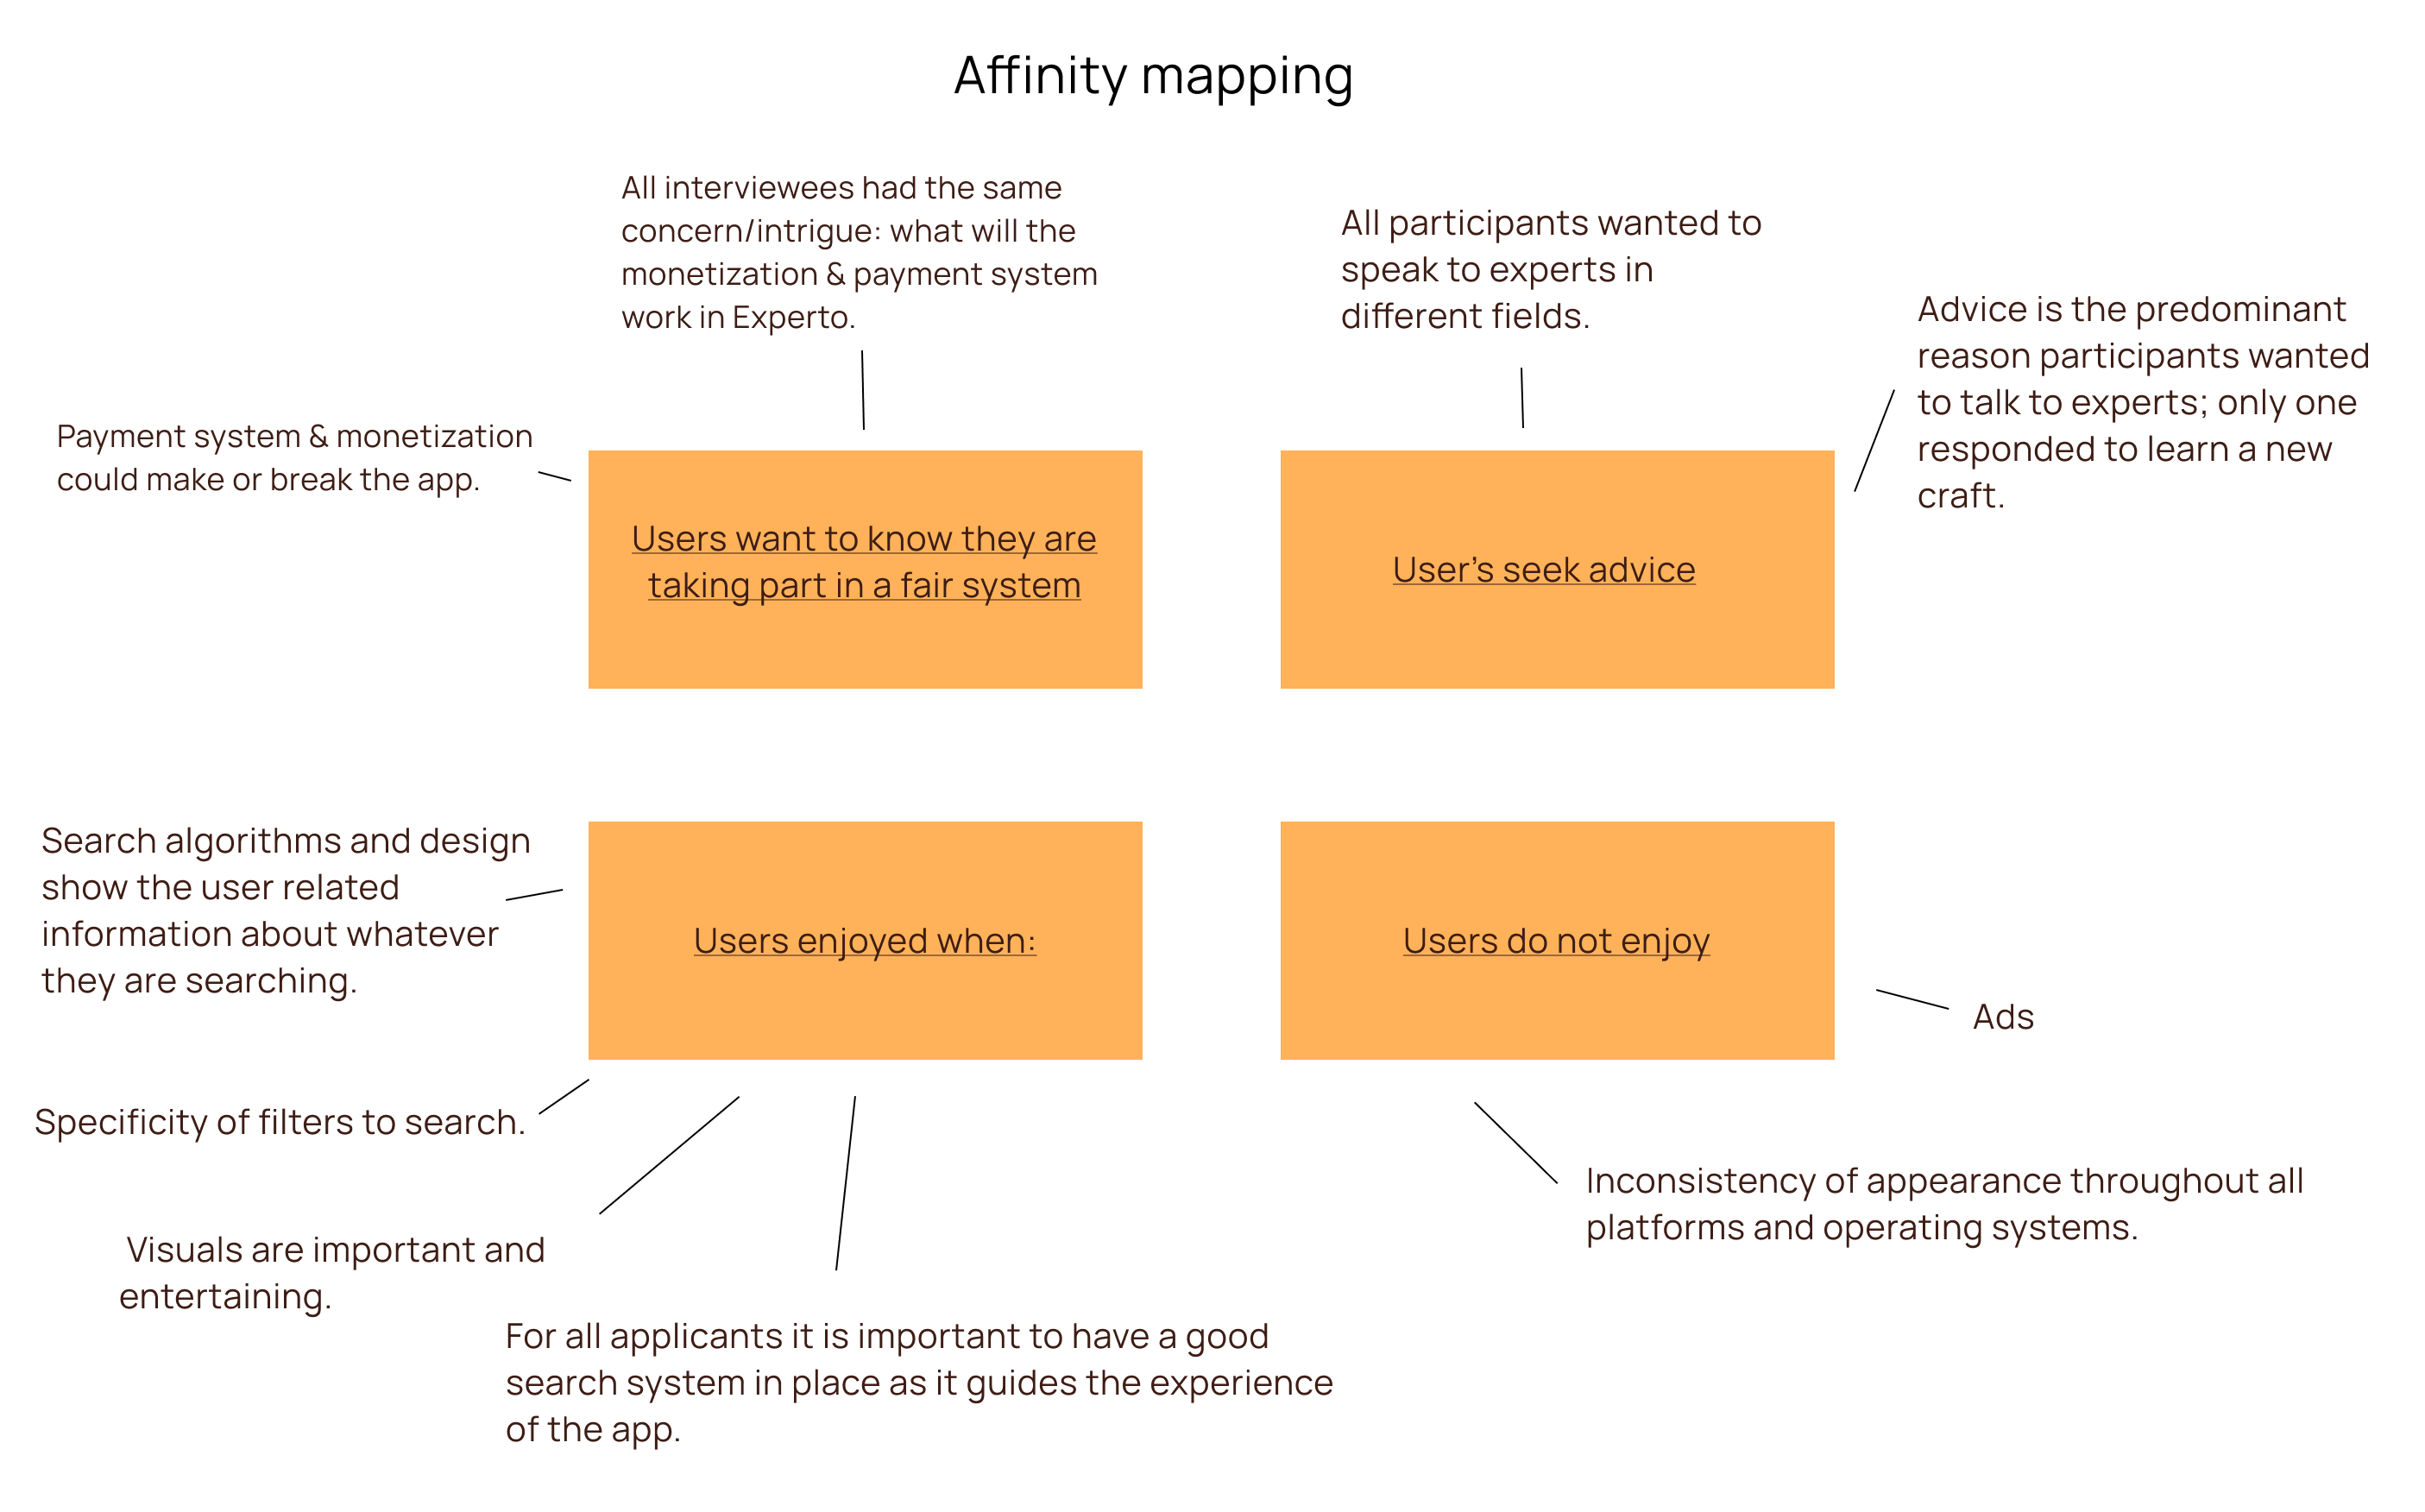 Affinity mapping
All interviewees had the same
concern/intrigue: what will the
monetization & payment system
work in Experto.
All participants wanted to
speak to experts in
different fields.
Advice is the predominant
reason participants wanted
to talk to experts; only one
responded to learn a new
craft.
Payment system & monetization
could make or break the app.
Users want to know they are
taking part in a fair system
User’s seek advice
Search algorithms and design
show the user related
information about whatever
they are searching.
Users enjoyed when:
Users do not enjoy
Ads
Specificity of filters to search.
Inconsistency of appearance throughout all
platforms and operating systems.
Visuals are important and
entertaining.
For all applicants it is important to have a good
search system in place as it guides the experience
of the app.